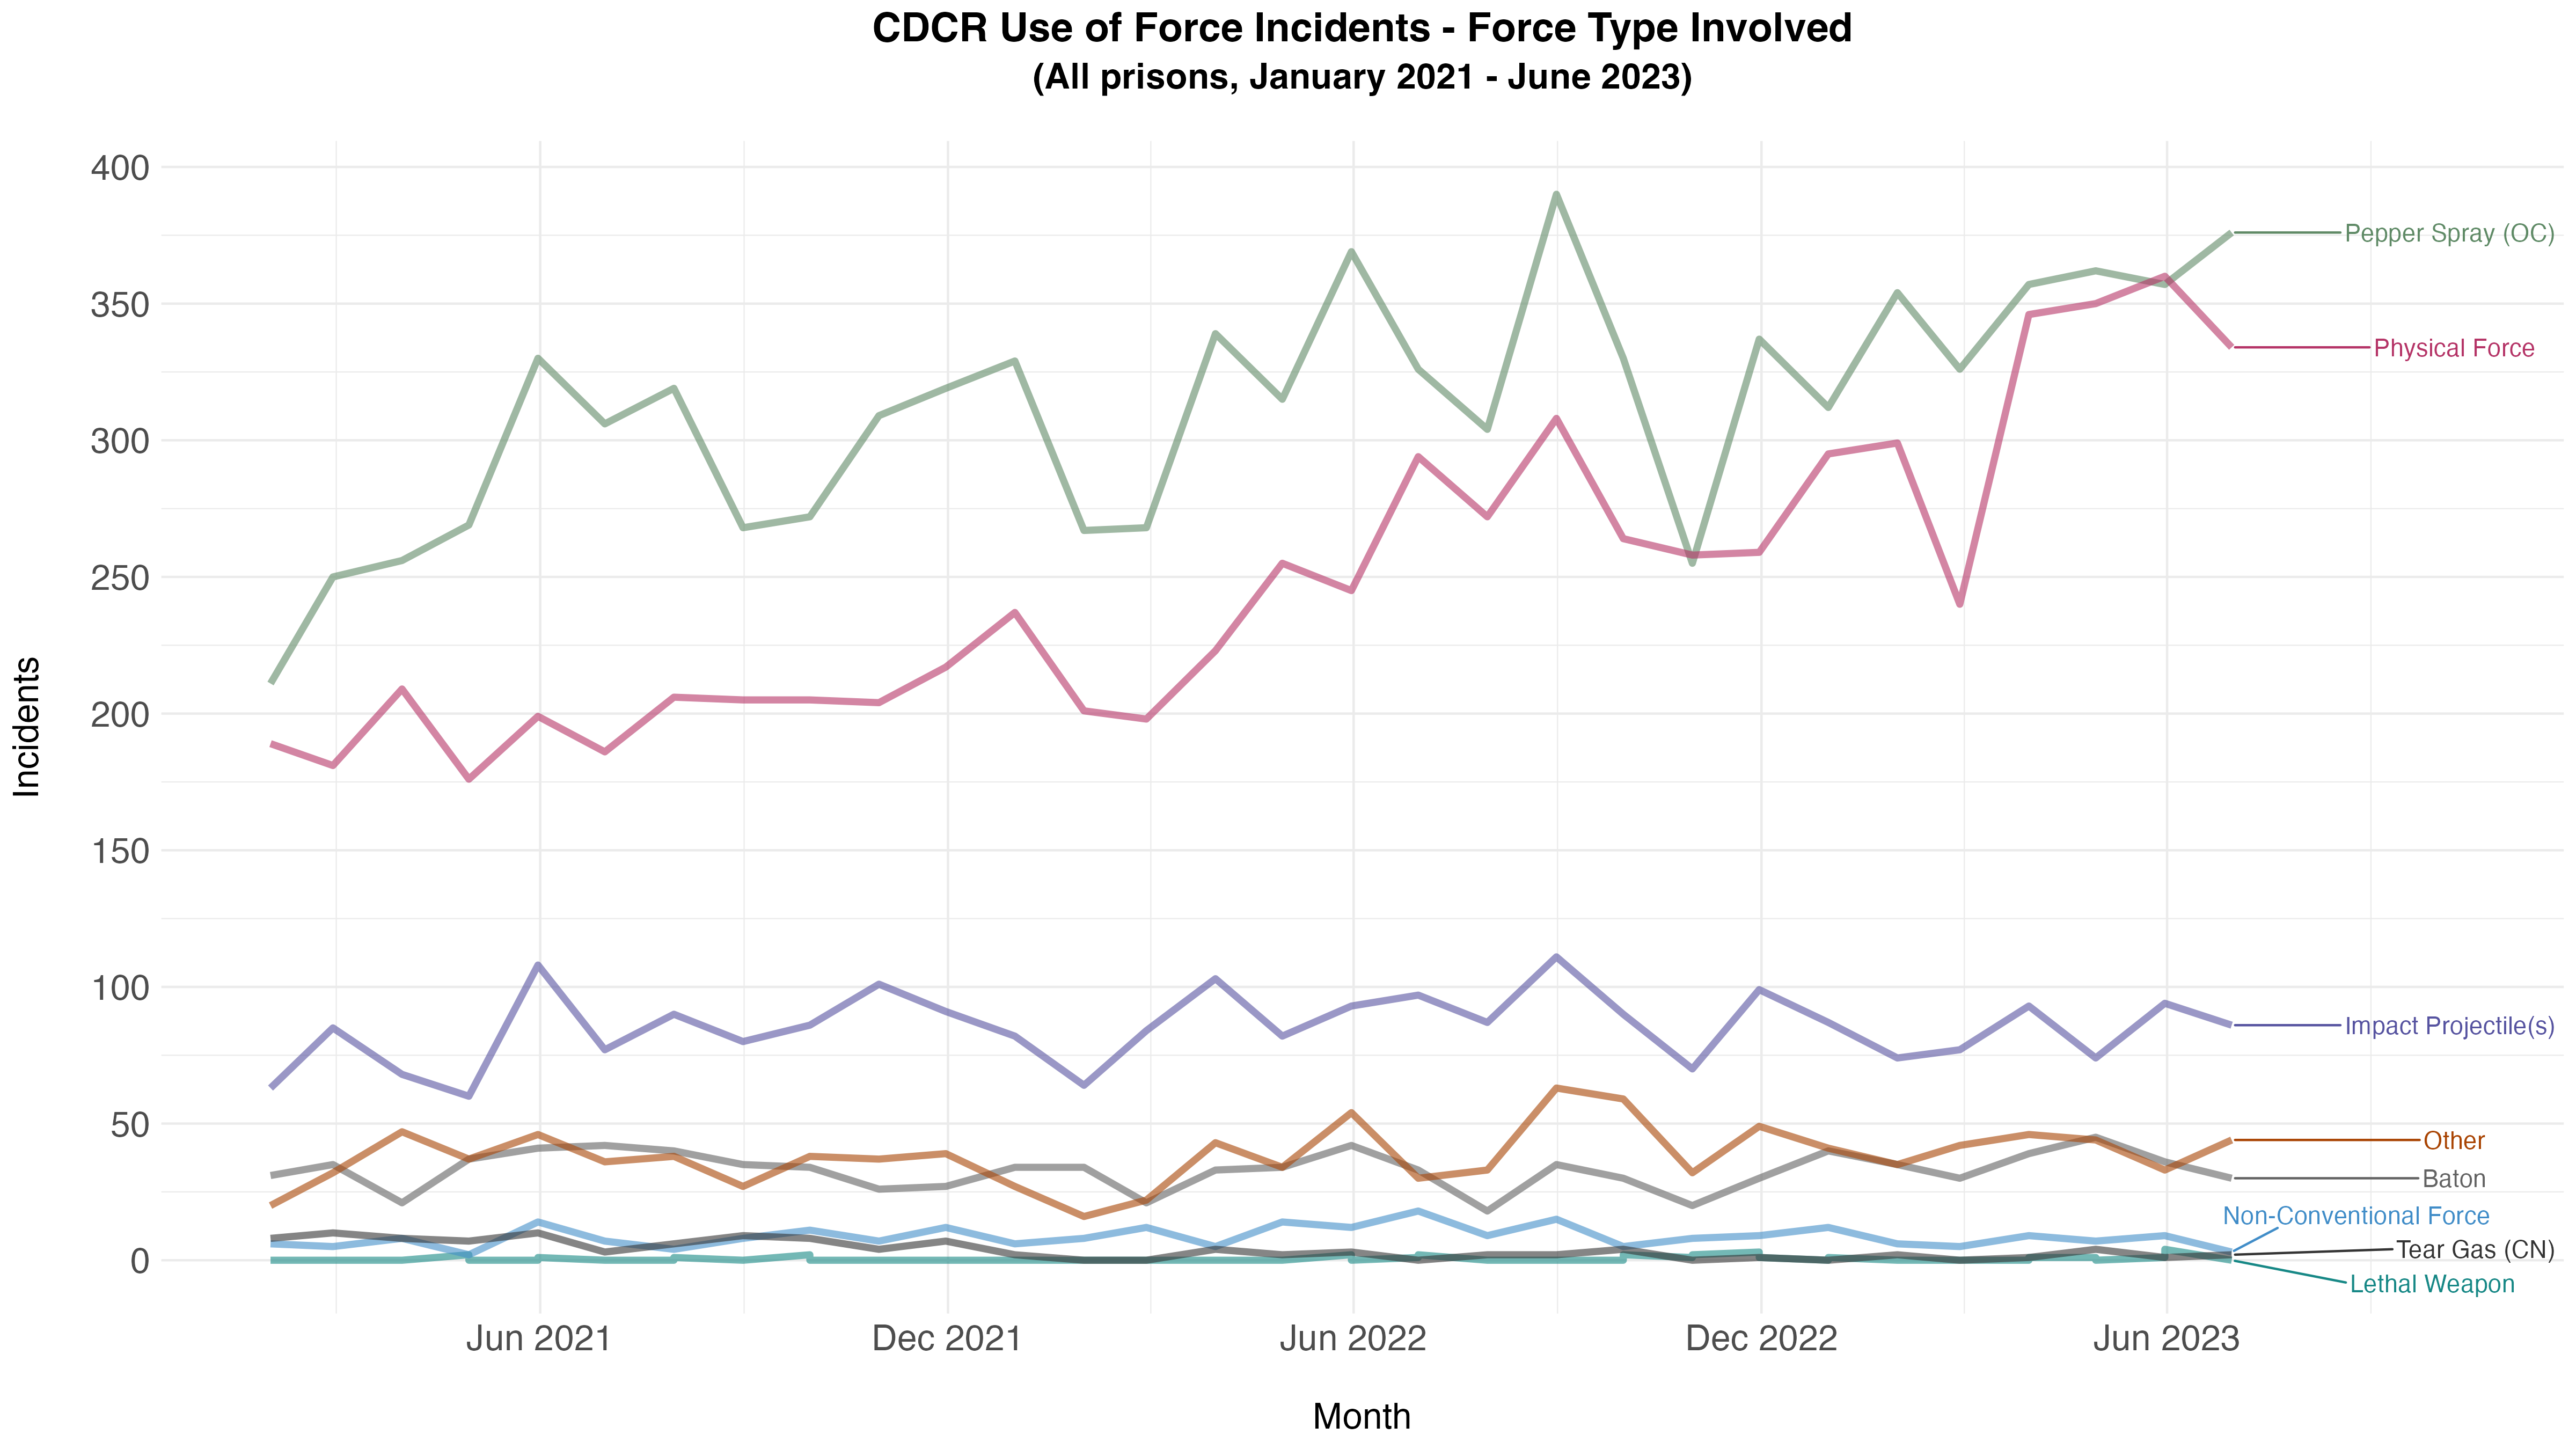 CDCR Use of Force Incidents - Force Type Involved
(All prisons, January 2021 - June 2023)
400
350
300
250
200
150
100
50
0
Incidents
Pepper Spray (OC)
Physical Force
Impact Projectile(s)
Other
Baton
Non-Conventional Force
Tear Gas (CN)
Lethal Weapon
Jun 2021
Dec 2021
Jun 2022
Dec 2022
Jun 2023
Month